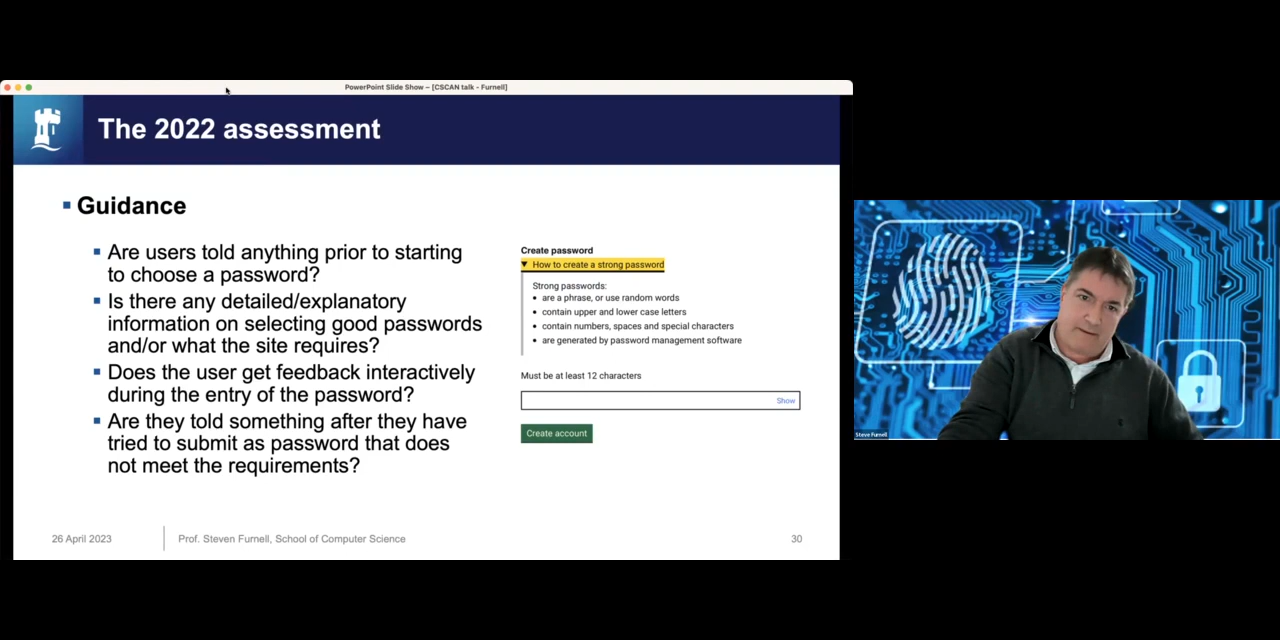 PowerPoint Slide Show – [CSCAN talk - Furnell]
The 2022 assessment
Guidance
Are users told anything prior to starting
to choose a password?
Is there any detailed/explanatory
information on selecting good passwords
and/or what the site requires?
Does the user get feedback interactively
during the entry of the password?
Are they told something after they have
tried to submit as password that does
not meet the requirements?
Create password
How to create a strong password
Strong passwords:
are a phrase, or use random words
contain upper and lower case letters
contain numbers, spaces and special characters
are generated by password management software
Must be at least 12 characters
Show
Create account
26 April 2023
Prof. Steven Furnell, School of Computer Science
30
Steve Furnell